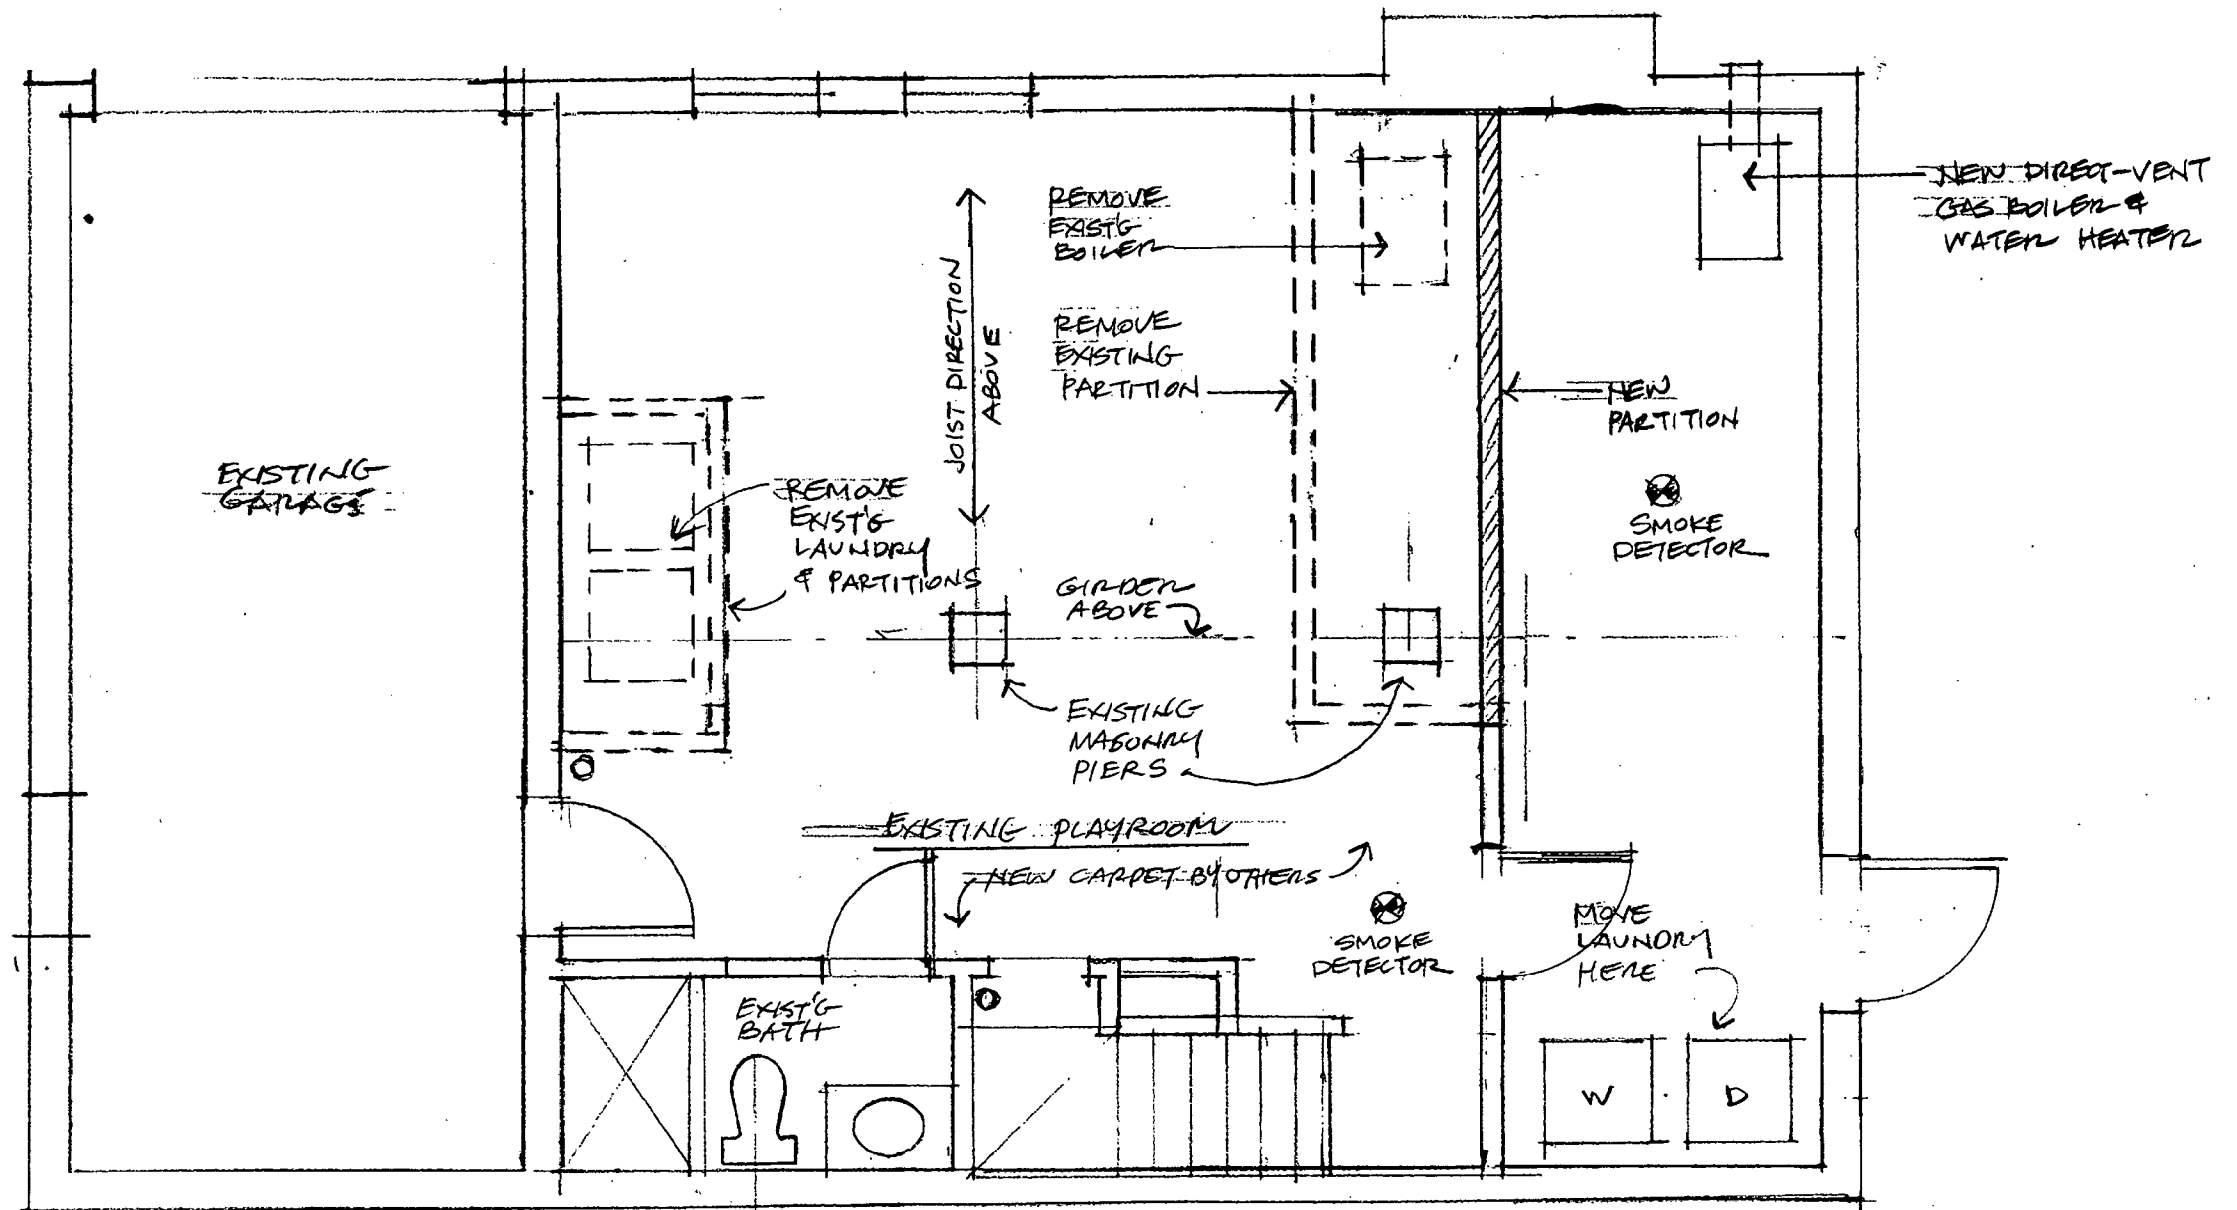 REMOVE
EXIST'G
BOILER
NEW DIRECT-VENT
GAS BOILER &
WATER HEATER
JOIST DIRECTION
ABOVE
REMOVE
EXISTING
PARTITION
NEW
PARTITION
EXISTING
GARAGE
REMOVE
EXIST'G
LAUNDRY
& PARTITIONS
SMOKE
DETECTOR
GIRDER
ABOVE
EXISTING
MASONRY
PIERS
EXISTING PLAYROOM
NEW CARPET BY OTHERS
SMOKE
DETECTOR
MOVE
LAUNDRY
HERE
EXIST'G
BATH
W
D